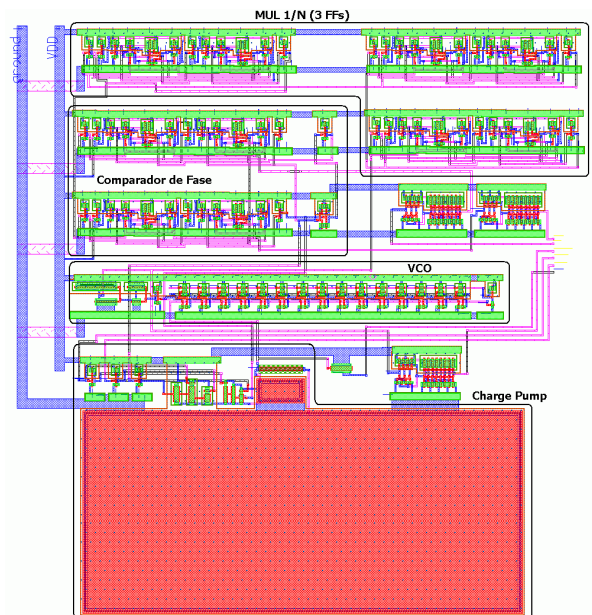 MUL 1/N (3 FFs)
ground
VDD
Comparador de Fase
VCO
Charge Pump